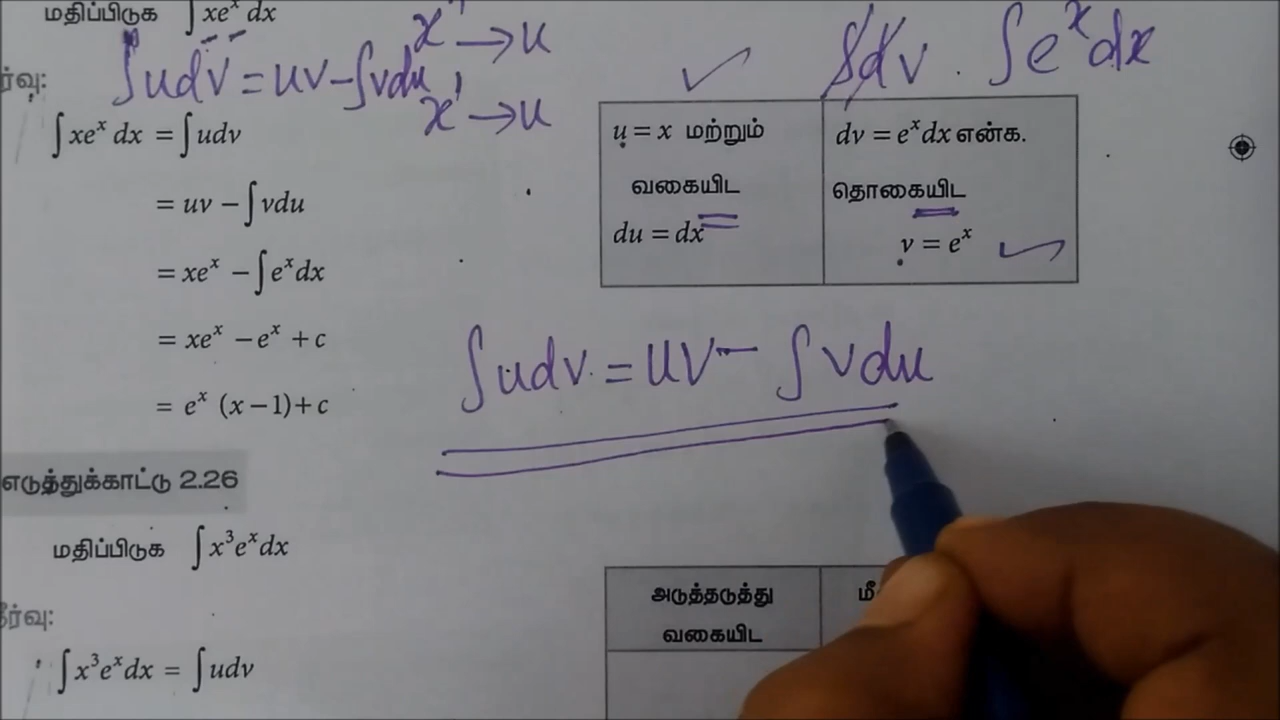 மதிப்பிடுக ∫xeˣ dx
x → u
∫dv . ∫eˣdx
ர்வு:
∫udv = uv − ∫vdu
x¹ → u
∫xeˣ dx = ∫udv
= uv − ∫vdu
= xeˣ − ∫eˣdx
= xeˣ − eˣ + c
= eˣ (x−1)+c
u = x மற்றும்
வகையிட
du = dx
dv = eˣdx என்க.
தொகையிட
v = eˣ
∫udv = uv − ∫vdu
எடுத்துக்காட்டு 2.26
மதிப்பிடுக ∫x³eˣdx
ர்வு:
∫x³eˣdx = ∫udv
அடுத்தடுத்து
வகையிட